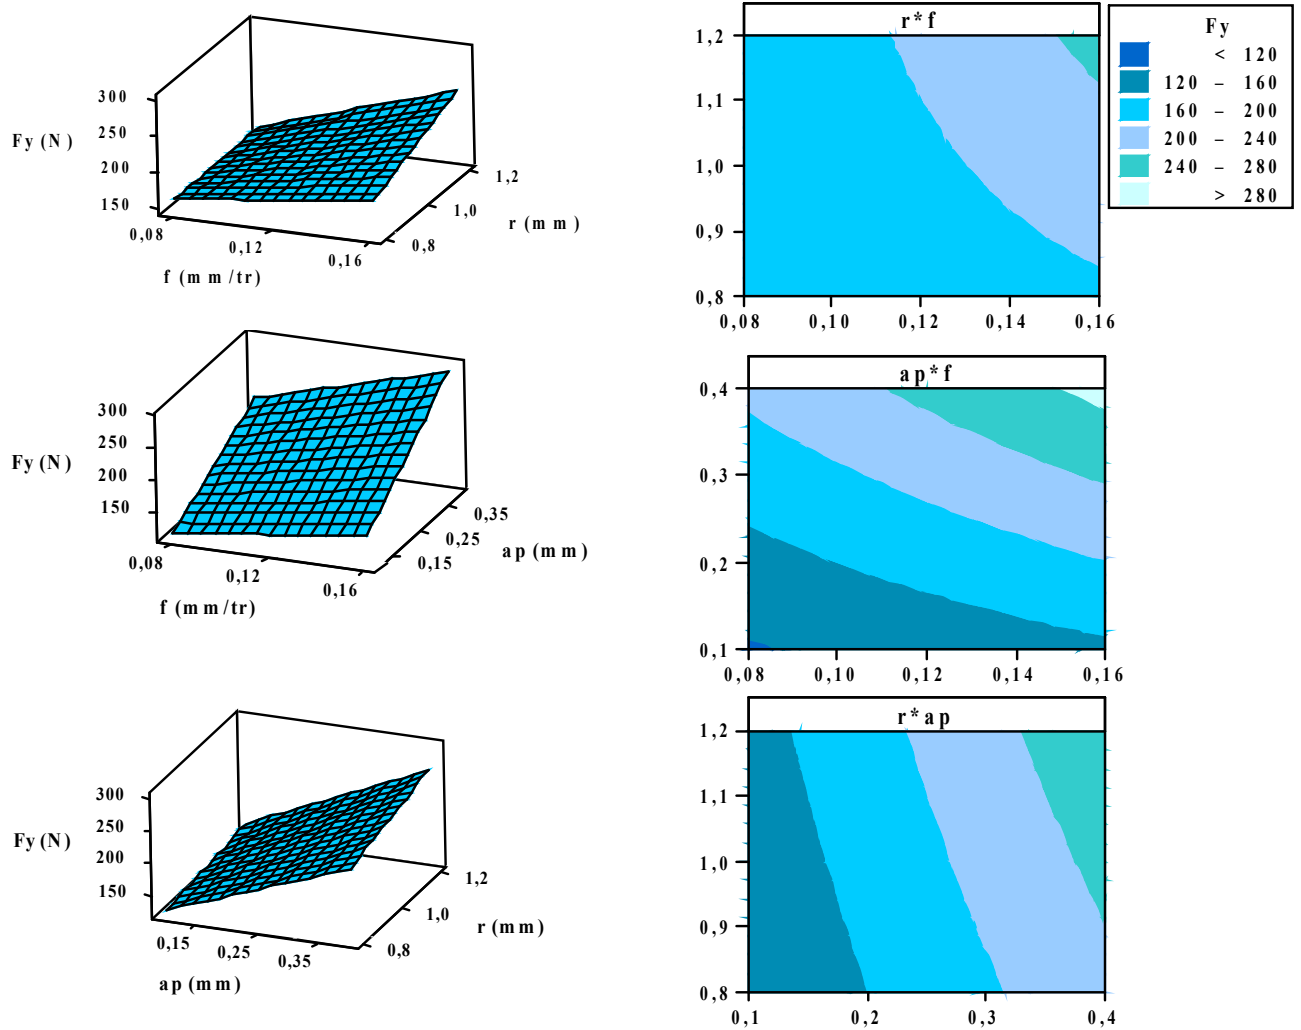 300
250
200
150
Fy (N)
0,08
0,12
0,16
f (mm/tr)
0,8
1,0
1,2
r (mm)
r*f
1,2
1,1
1,0
0,9
0,8
0,08 0,10 0,12 0,14 0,16
Fy
< 120
120 – 160
160 – 200
200 – 240
240 – 280
> 280
300
250
200
150
Fy (N)
0,08
0,12
0,16
f (mm/tr)
0,15
0,25
0,35
ap (mm)
ap*f
0,4
0,3
0,2
0,1
0,08 0,10 0,12 0,14 0,16
300
250
200
150
Fy (N)
0,15
0,25
0,35
ap (mm)
0,8
1,0
1,2
r (mm)
r*ap
1,2
1,1
1,0
0,9
0,8
0,1 0,2 0,3 0,4